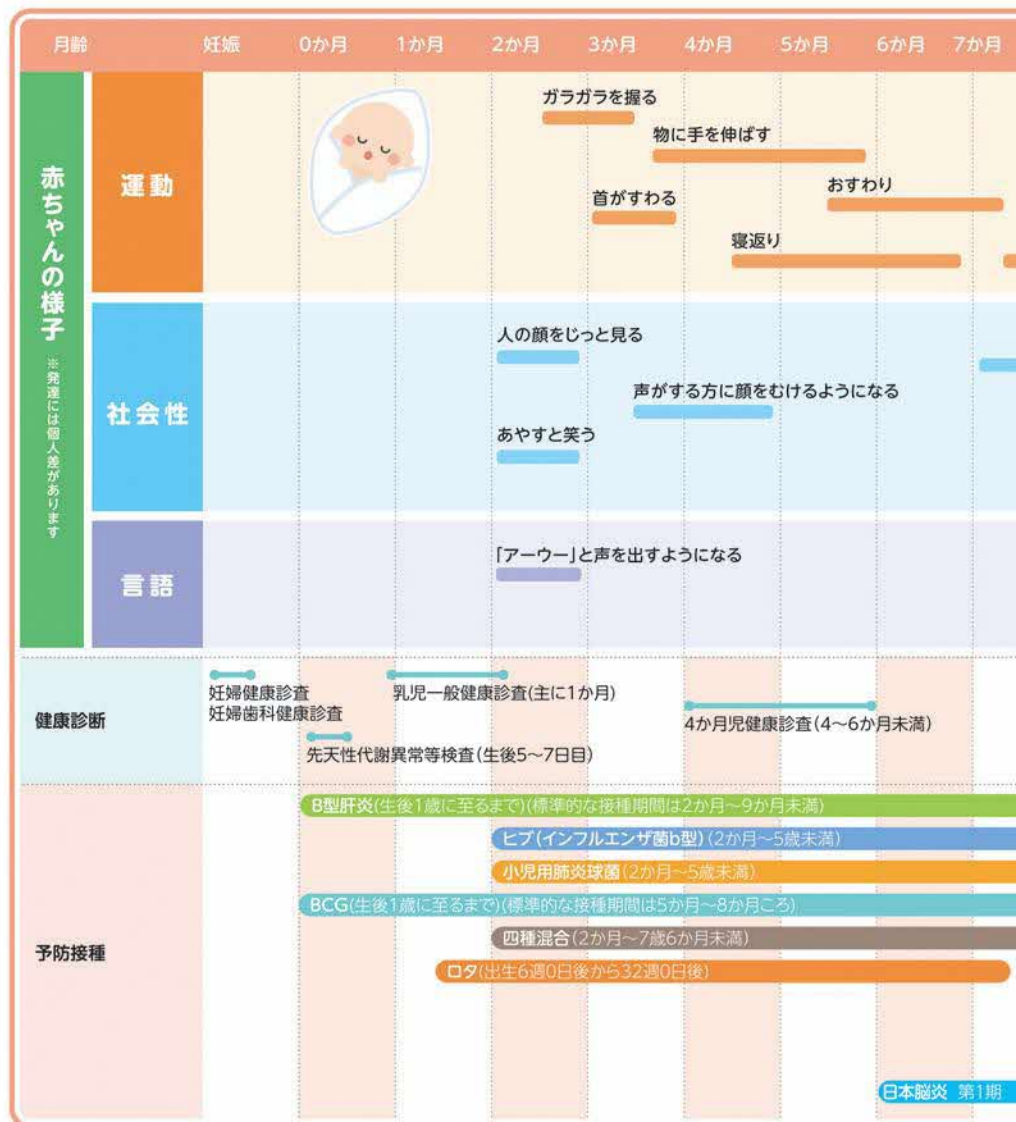 月齢 妊娠 0か月 1か月 2か月 3か月 4か月 5か月 6か月 7か月
赤ちゃんの様子
※発達には個人差があります
運動
ガラガラを握る
物に手を伸ばす
おすわり
首がすわる
寝返り
社会性
人の顔をじっと見る
声がする方に顔をむけるようになる
あやすと笑う
言語
「アーウー」と声を出すようになる
健康診断
妊婦健康診査
妊婦歯科健康診査
乳児一般健康診査(主に1か月)
4か月児健康診査(4〜6か月未満)
先天性代謝異常等検査(生後5〜7日目)
予防接種
B型肝炎(生後1歳に至るまで)(標準的な接種期間は2か月〜9か月未満)
ヒブ(インフルエンザ菌b型)(2か月〜5歳未満)
小児用肺炎球菌(2か月〜5歳未満)
BCG(生後1歳に至るまで)(標準的な接種期間は5か月〜8か月ころ)
四種混合(2か月〜7歳6か月未満)
ロタ(出生6週0日後から32週0日後)
日本脳炎 第1期